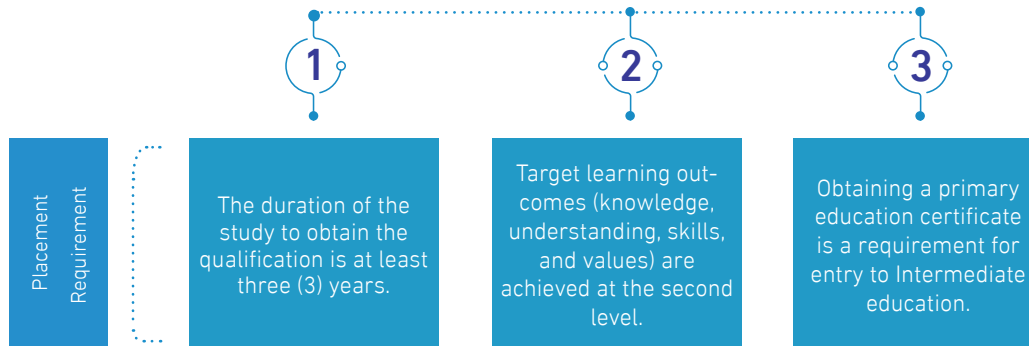 1
2
3
Placement
Requirement
The duration of the
study to obtain the
qualification is at least
three (3) years.
Target learning out-
comes (knowledge,
understanding, skills,
and values) are
achieved at the second
level.
Obtaining a primary
education certificate
is a requirement for
entry to Intermediate
education.